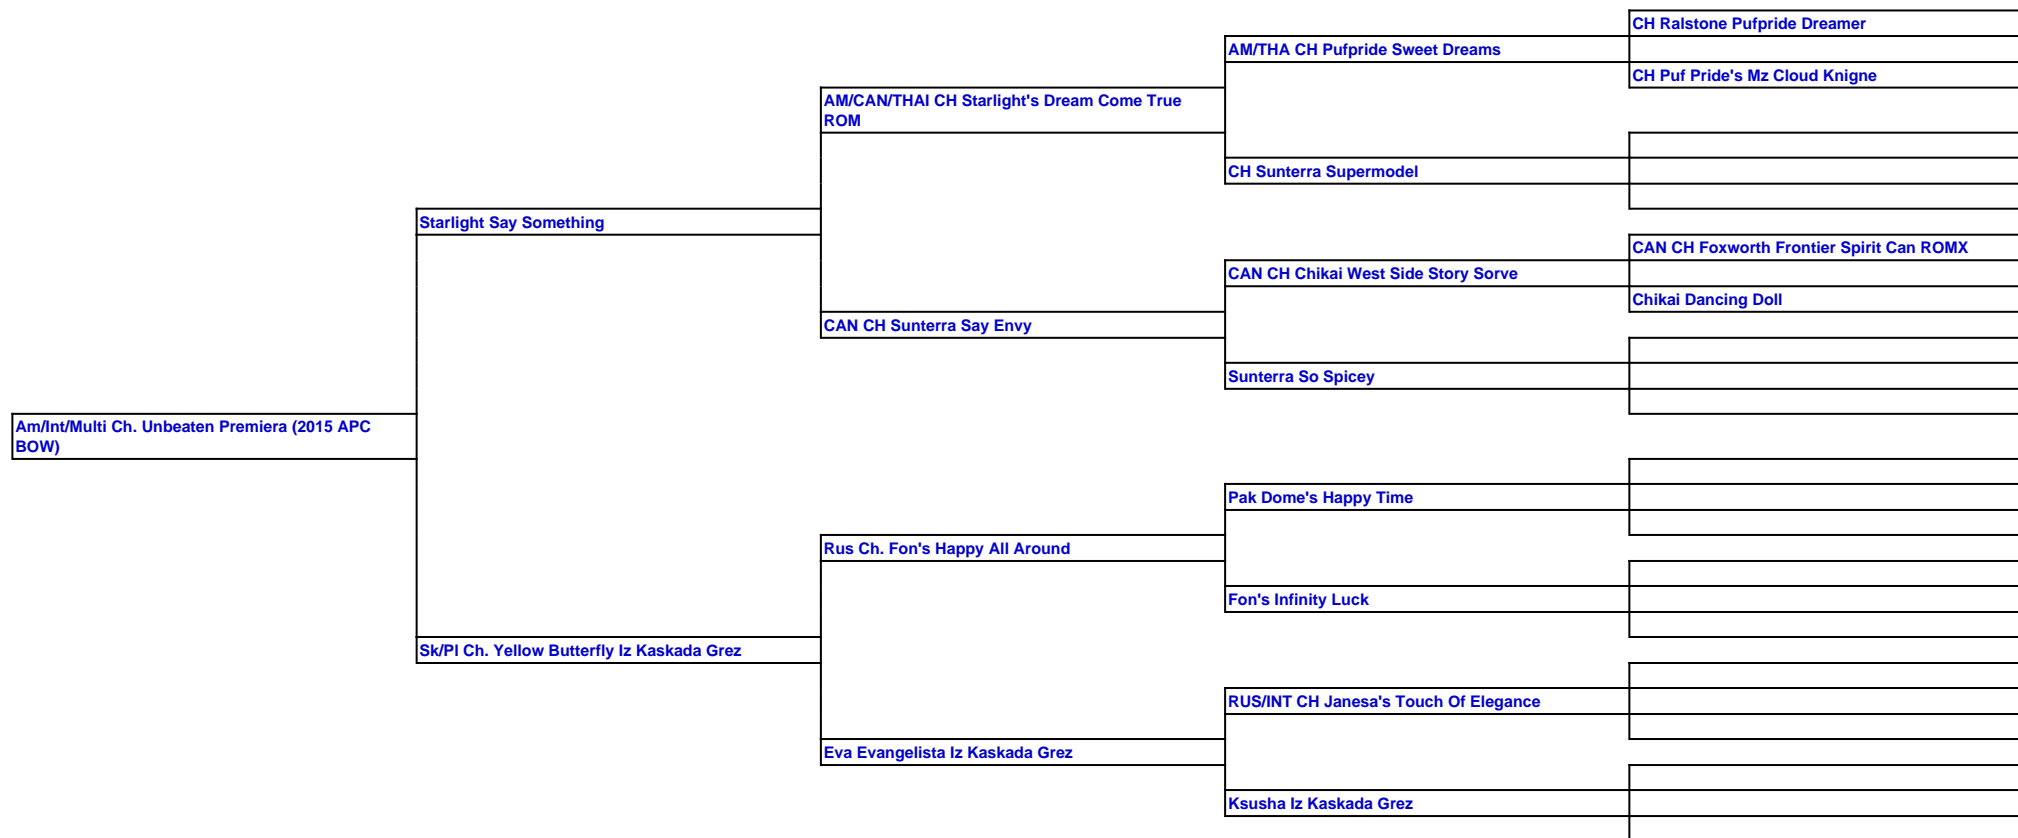 CH Ralstone Pufpride Dreamer
AM/THA CH Pufpride Sweet Dreams
CH Puf Pride's Mz Cloud Knigne
AM/CAN/THAI CH Starlight's Dream Come True
ROM
CH Sunterra Supermodel
Starlight Say Something
CAN CH Foxworth Frontier Spirit Can ROMX
CAN CH Chikai West Side Story Sorve
Chikai Dancing Doll
CAN CH Sunterra Say Envy
Sunterra So Spicey
Am/Int/Multi Ch. Unbeaten Premiera (2015 APC
BOW)
Pak Dome's Happy Time
Rus Ch. Fon's Happy All Around
Fon's Infinity Luck
Sk/Pl Ch. Yellow Butterfly Iz Kaskada Grez
RUS/INT CH Janesa's Touch Of Elegance
Eva Evangelista Iz Kaskada Grez
Ksusha Iz Kaskada Grez